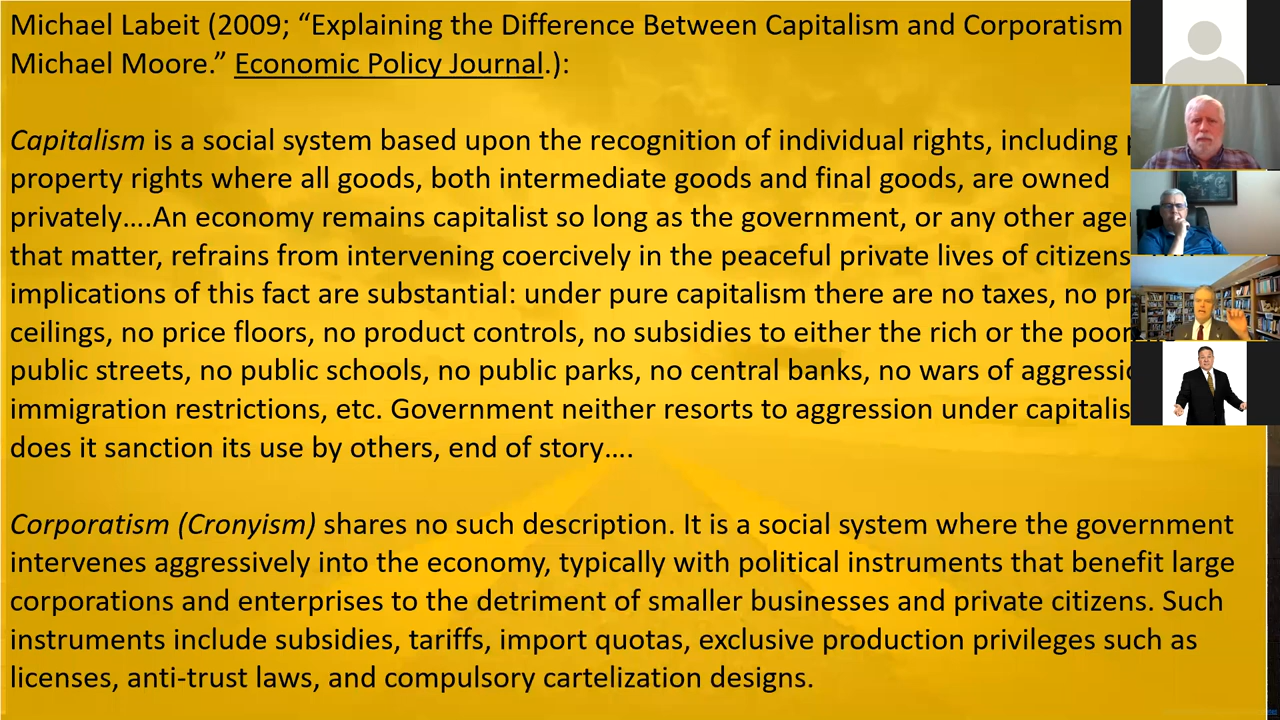 Michael Labeit (2009; “Explaining the Difference Between Capitalism and Corporatism
Michael Moore.” Economic Policy Journal.):
Capitalism is a social system based upon the recognition of individual rights, including
property rights where all goods, both intermediate goods and final goods, are owned
privately….An economy remains capitalist so long as the government, or any other
that matter, refrains from intervening coercively in the peaceful private lives of citizens
implications of this fact are substantial: under pure capitalism there are no taxes, no
ceilings, no price floors, no product controls, no subsidies to either the rich or the poor
public streets, no public schools, no public parks, no central banks, no wars of
immigration restrictions, etc. Government neither resorts to aggression under
does it sanction its use by others, end of story….
Corporatism (Cronyism) shares no such description. It is a social system where the government
intervenes aggressively into the economy, typically with political instruments that benefit large
corporations and enterprises to the detriment of smaller businesses and private citizens. Such
instruments include subsidies, tariffs, import quotas, exclusive production privileges such as
licenses, anti-trust laws, and compulsory cartelization designs.